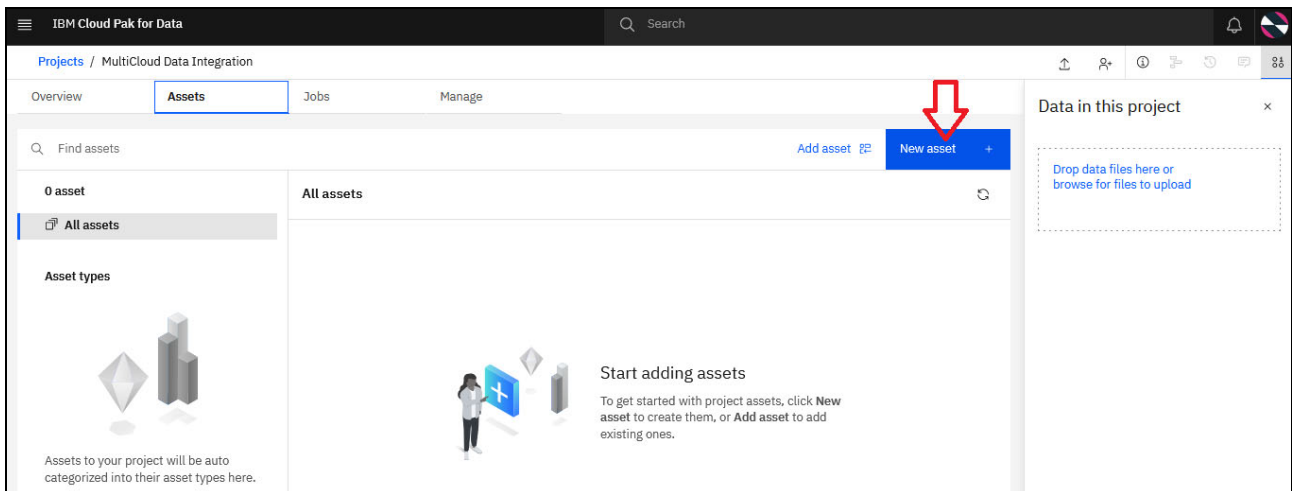 IBM Cloud Pak for Data
Search
Projects / MultiCloud Data Integration
Overview
Assets
Jobs
Manage
Data in this project
Find assets
Add asset
New asset +
Drop data files here or
browse for files to upload
0 asset
All assets
All assets
Asset types
Start adding assets
To get started with project assets, click New
asset to create them, or Add asset to add
existing ones.
Assets to your project will be auto
categorized into their asset types here.